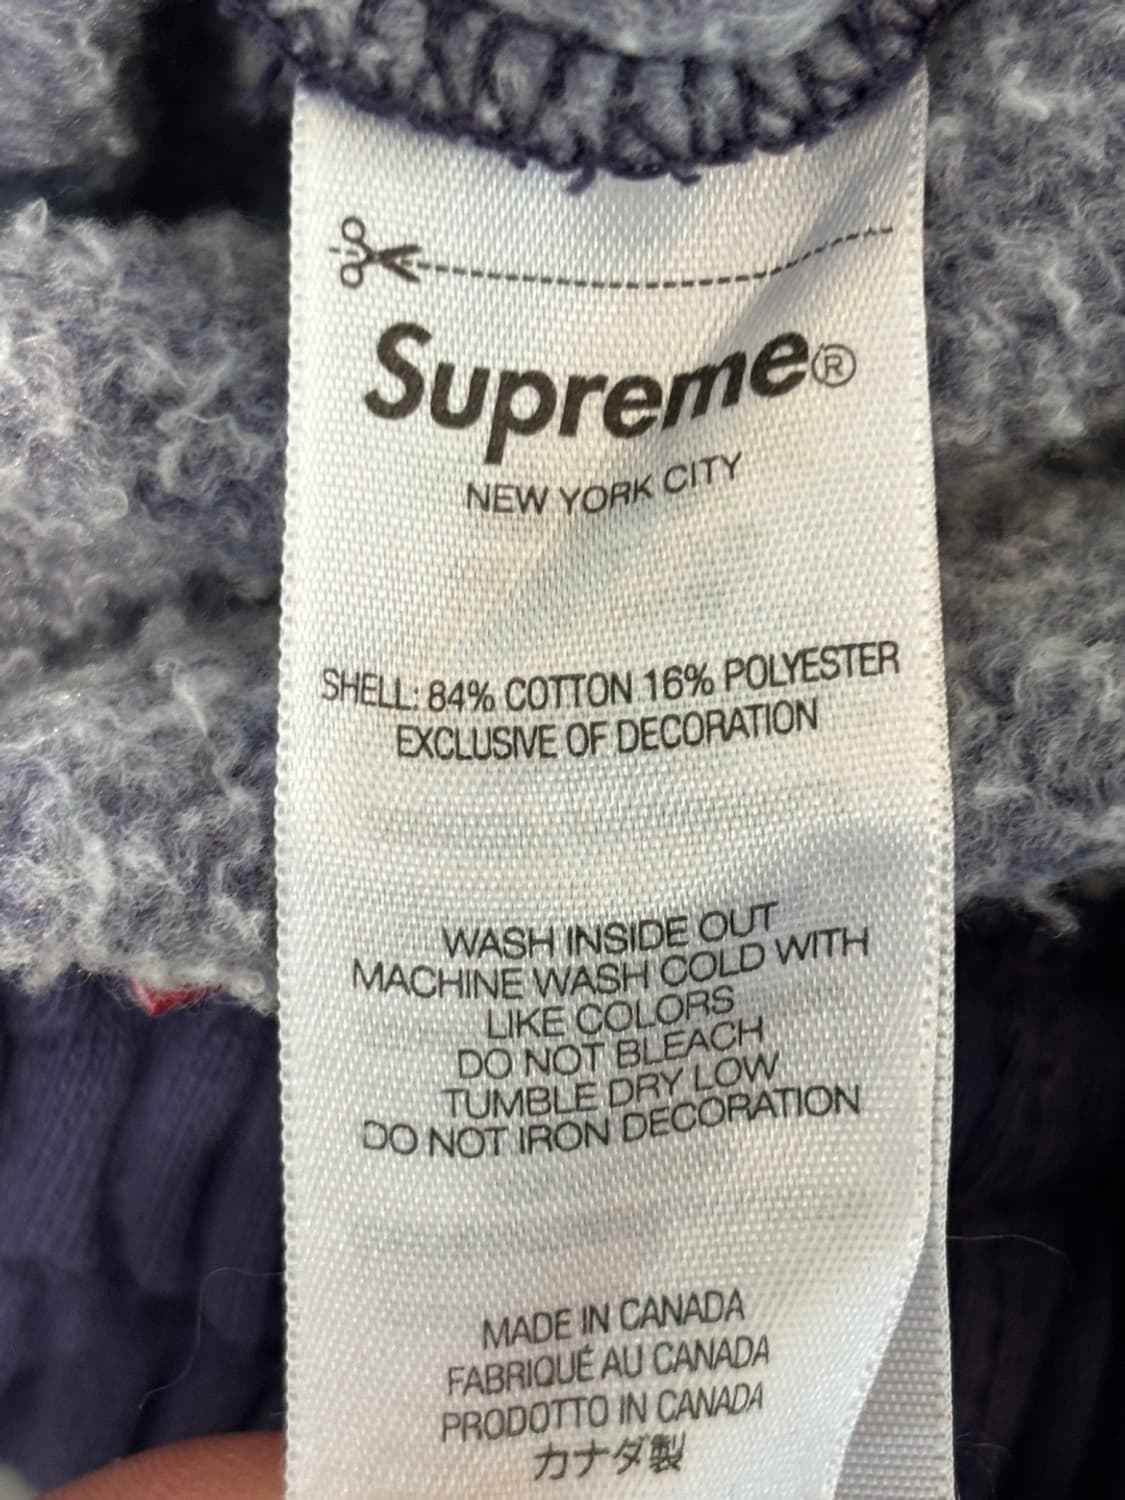 Supreme®
NEW YORK CITY
SHELL: 84% COTTON 16% POLYESTER
EXCLUSIVE OF DECORATION
WASH INSIDE OUT
MACHINE WASH COLD WITH
LIKE COLORS
DO NOT BLEACH
TUMBLE DRY LOW
DO NOT IRON DECORATION
MADE IN CANADA
FABRIQUÉ AU CANADA
PRODOTTO IN CANADA
カナダ製